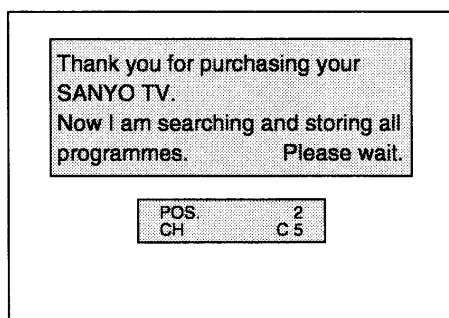 Thank you for purchasing your
SANYO TV.
Now I am searching and storing all
programmes. Please wait.
POS. 2
CH C 5